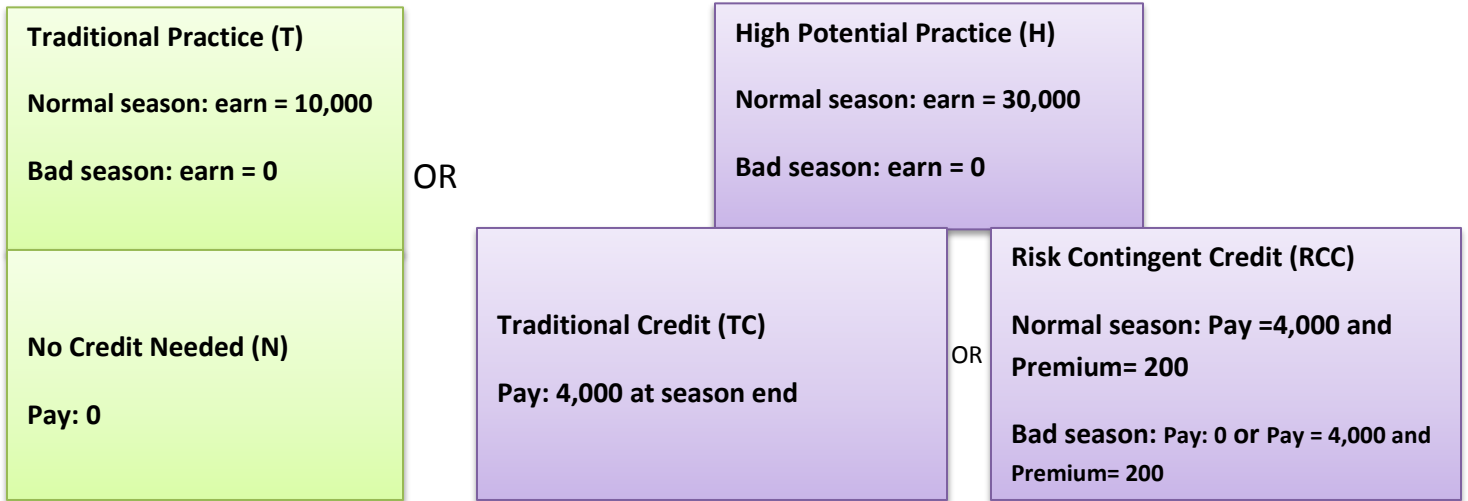 Traditional Practice (T)
Normal season: earn = 10,000
Bad season: earn = 0
OR
High Potential Practice (H)
Normal season: earn = 30,000
Bad season: earn = 0
No Credit Needed (N)
Pay: 0
Traditional Credit (TC)
Pay: 4,000 at season end
OR
Risk Contingent Credit (RCC)
Normal season: Pay =4,000 and
Premium= 200
Bad season: Pay: 0 or Pay = 4,000 and
Premium= 200